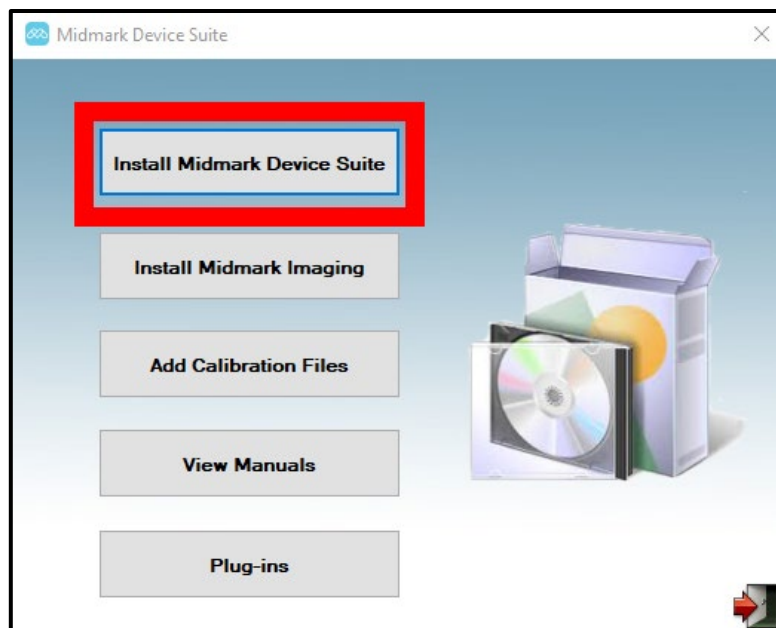 Midmark Device Suite
Install Midmark Device Suite
Install Midmark Imaging
Add Calibration Files
View Manuals
Plug-ins